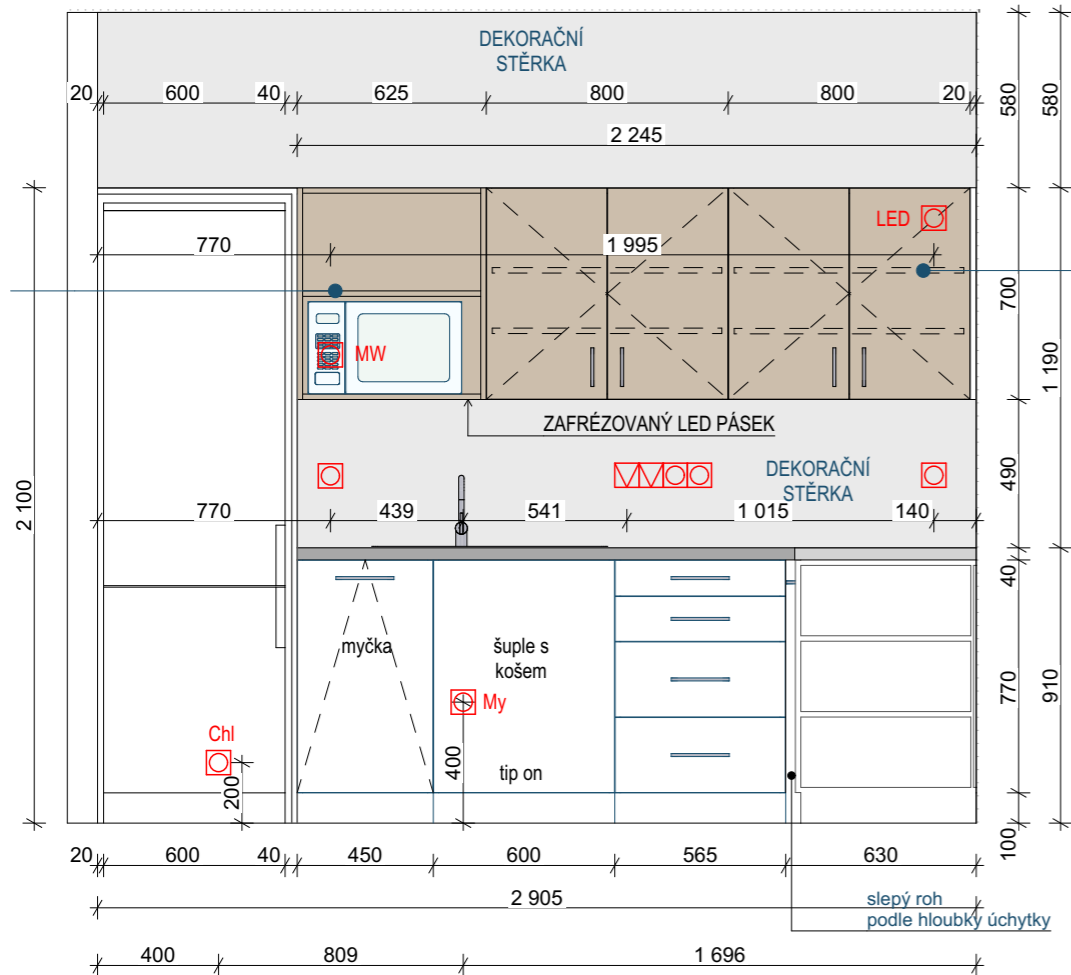 DEKORAČNÍ
STĚRKA
20 600 40 625 800 800 20
2 245
580 580
LED
770 1 995
700
MW
1 190
ZAFRÉZOVANÝ LED PÁSEK
DEKORAČNÍ
STĚRKA
490
2 100
770 439 541 1 015 140
40
myčka
šuple s
košem
My
770
910
Chl
400
tip on
200
100
20 600 40 450 600 565 630
2 905
slepý roh
podle hloubky úchytky
400 809 1 696